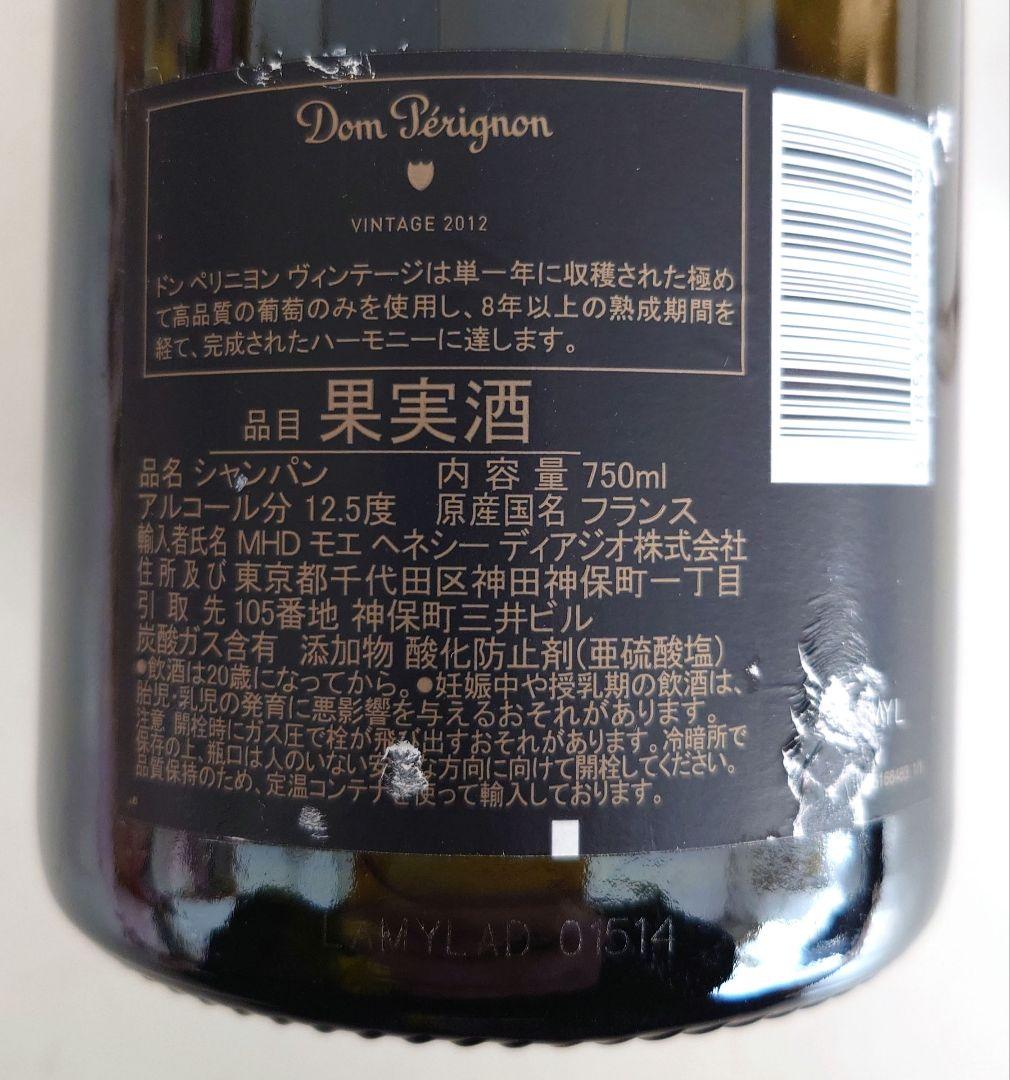 Dom Pérignon
VINTAGE 2012
ドン ペリニヨン ヴィンテージは単一年に収穫された極め
て高品質の葡萄のみを使用し、8年以上の熟成期間を
経て、完成されたハーモニーに達します。
品目 果実酒
品名 シャンパン 内容量 750ml
アルコール分 12.5度 原産国名 フランス
輸入者氏名 MHD モエ ヘネシー ディアジオ株式会社
住所及び 東京都千代田区神田神保町一丁目
引取先 105番地 神保町三井ビル
炭酸ガス含有 添加物 酸化防止剤(亜硫酸塩)
●飲酒は20歳になってから。●妊娠中や授乳期の飲酒は、
胎児・乳児の発育に悪影響を与えるおそれがあります。
注意 開栓時にガス圧で栓が飛び出すおそれがあります。冷暗所で
保存の上、瓶口は人のいない安全な方向に向けて開栓してください。
品質保持のため、定温コンテナを使って輸入しております。
LAMYLAD 01514